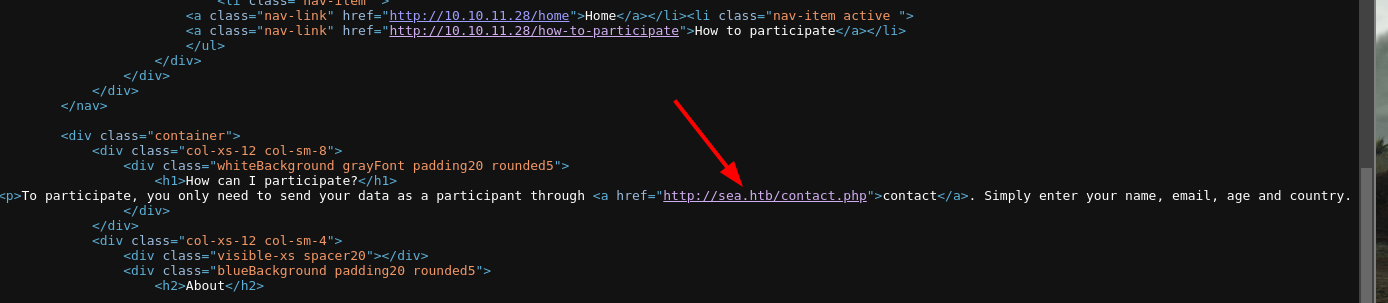 <li class="nav-item ">
<a class="nav-link" href="http://10.10.11.28/home">Home</a></li><li class="nav-item active ">
<a class="nav-link" href="http://10.10.11.28/how-to-participate">How to participate</a></li>
</ul>
</div>
</div>
</div>
</nav>
<div class="container">
<div class="col-xs-12 col-sm-8">
<div class="whiteBackground grayFont padding20 rounded5">
<h1>How can I participate?</h1>
<p>To participate, you only need to send your data as a participant through <a href="http://sea.htb/contact.php">contact</a>. Simply enter your name, email, age and country.
</div>
</div>
<div class="col-xs-12 col-sm-4">
<div class="visible-xs spacer20"></div>
<div class="blueBackground padding20 rounded5">
<h2>About</h2>